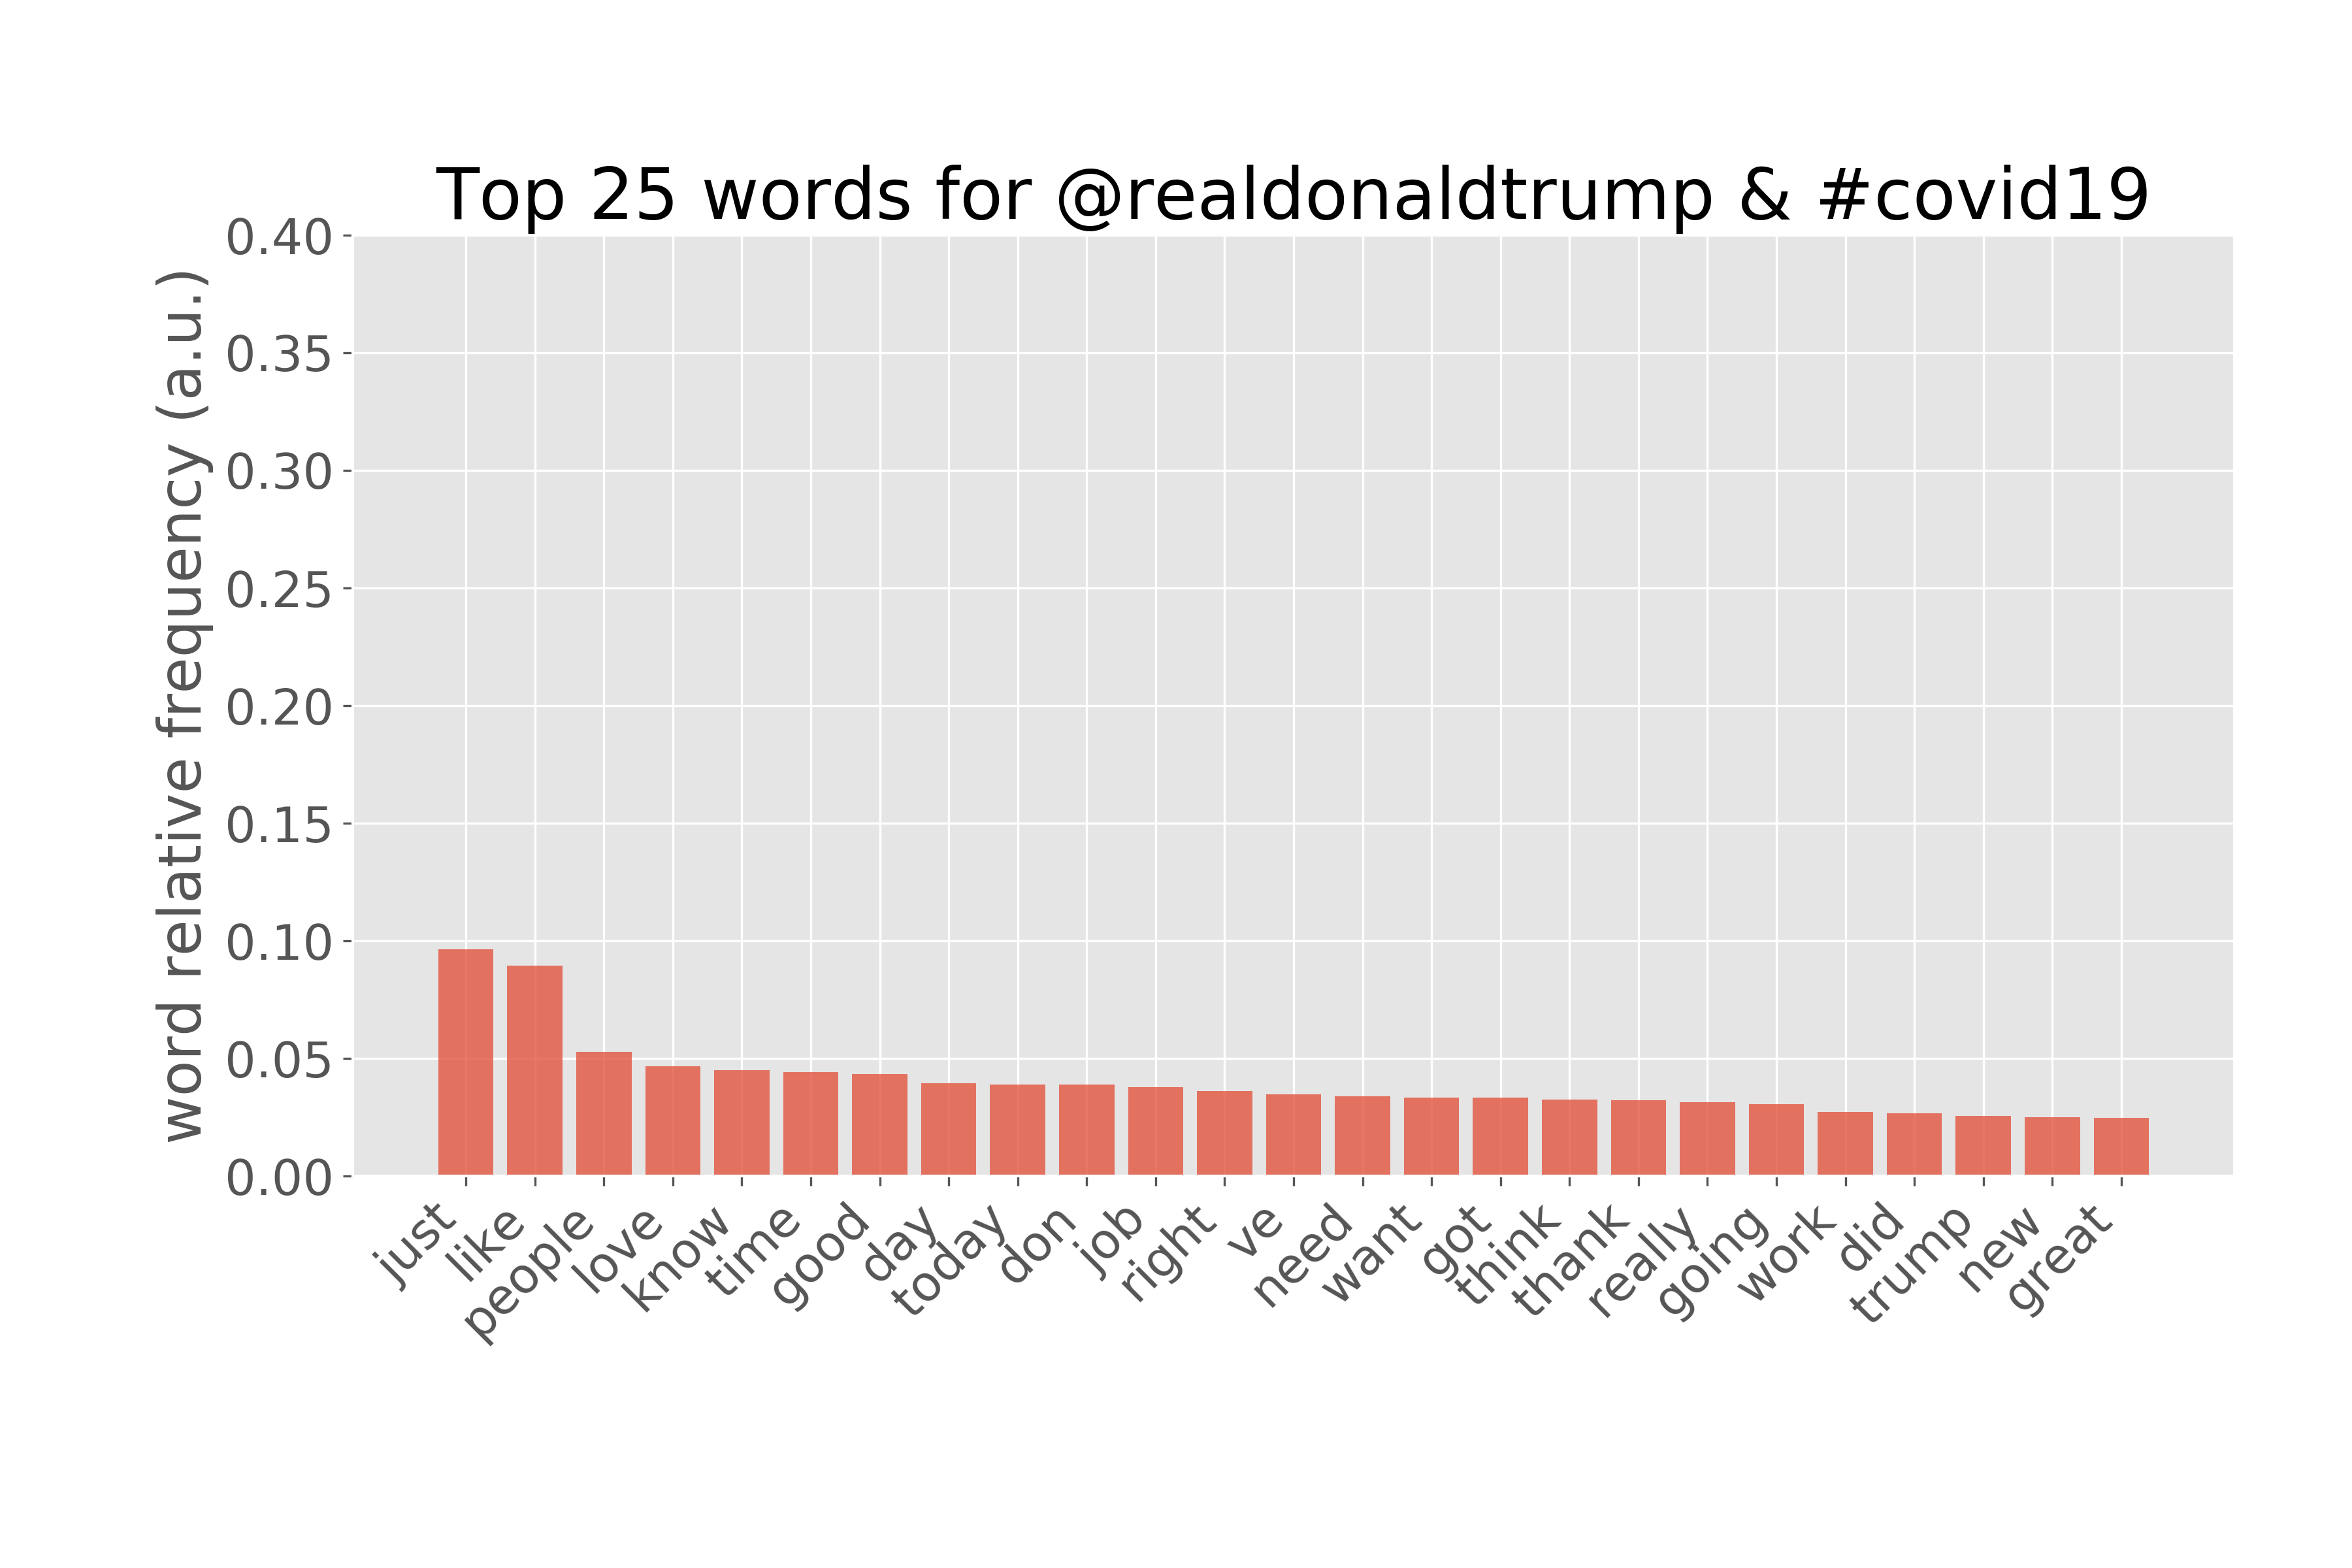 Top 25 words for @realdonaldtrump & #covid19
word relative frequency (a.u.)
0.40
0.35
0.30
0.25
0.20
0.15
0.10
0.05
0.00
just
like
people
love
know
time
good
day
today
don
job
right
ve
need
want
got
think
thank
really
going
work
did
trump
new
great